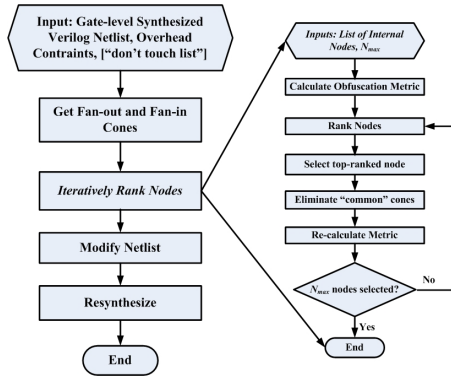 Input: Gate-level Synthesized
Verilog Netlist, Overhead
Contraints, [“don’t touch list”]
Get Fan-out and Fan-in
Cones
Iteratively Rank Nodes
Modify Netlist
Resynthesize
End
Inputs: List of Internal
Nodes, Nmax
Calculate Obfuscation Metric
Rank Nodes
Select top-ranked node
Eliminate “common” cones
Re-calculate Metric
Nmax nodes selected?
No
Yes
End